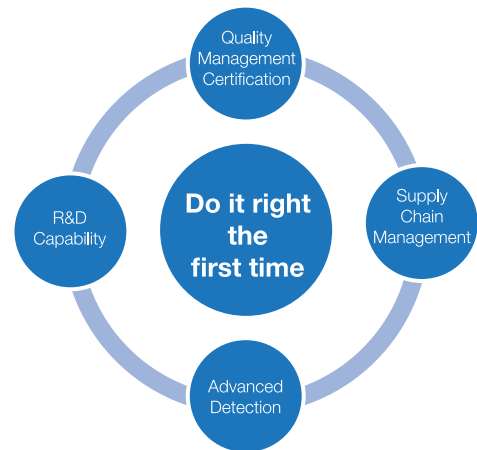 Quality
Management
Certification
R&D
Capability
Do it right
the
first time
Supply
Chain
Management
Advanced
Detection